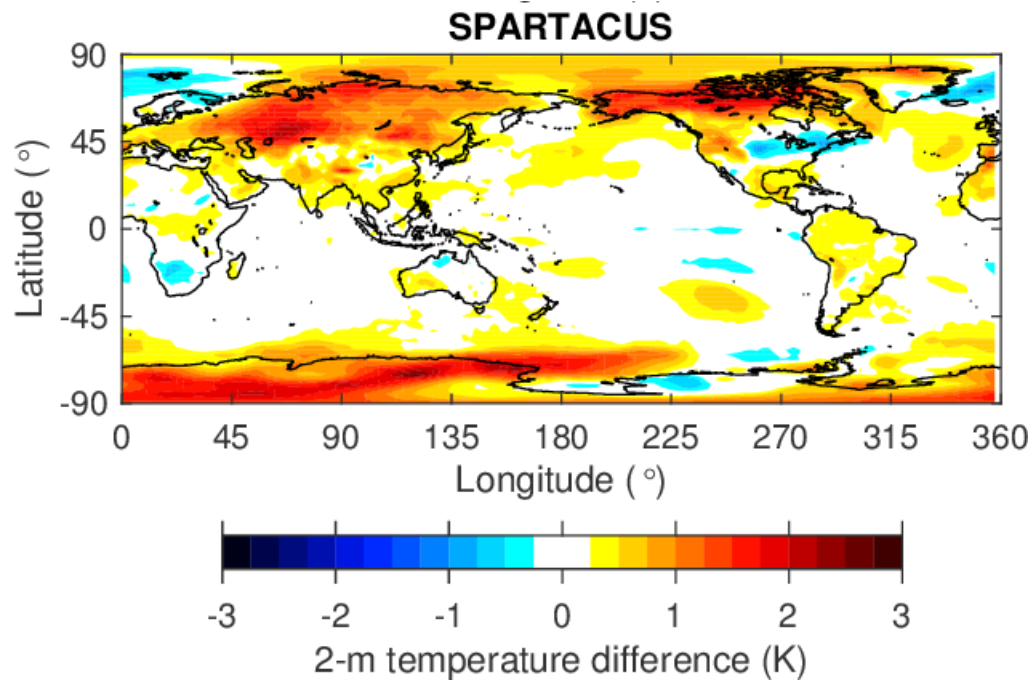 SPARTACUS
90
45
0
-45
-90
Latitude (°)
0 45 90 135 180 225 270 315 360
Longitude (°)
-3 -2 -1 0 1 2 3
2-m temperature difference (K)